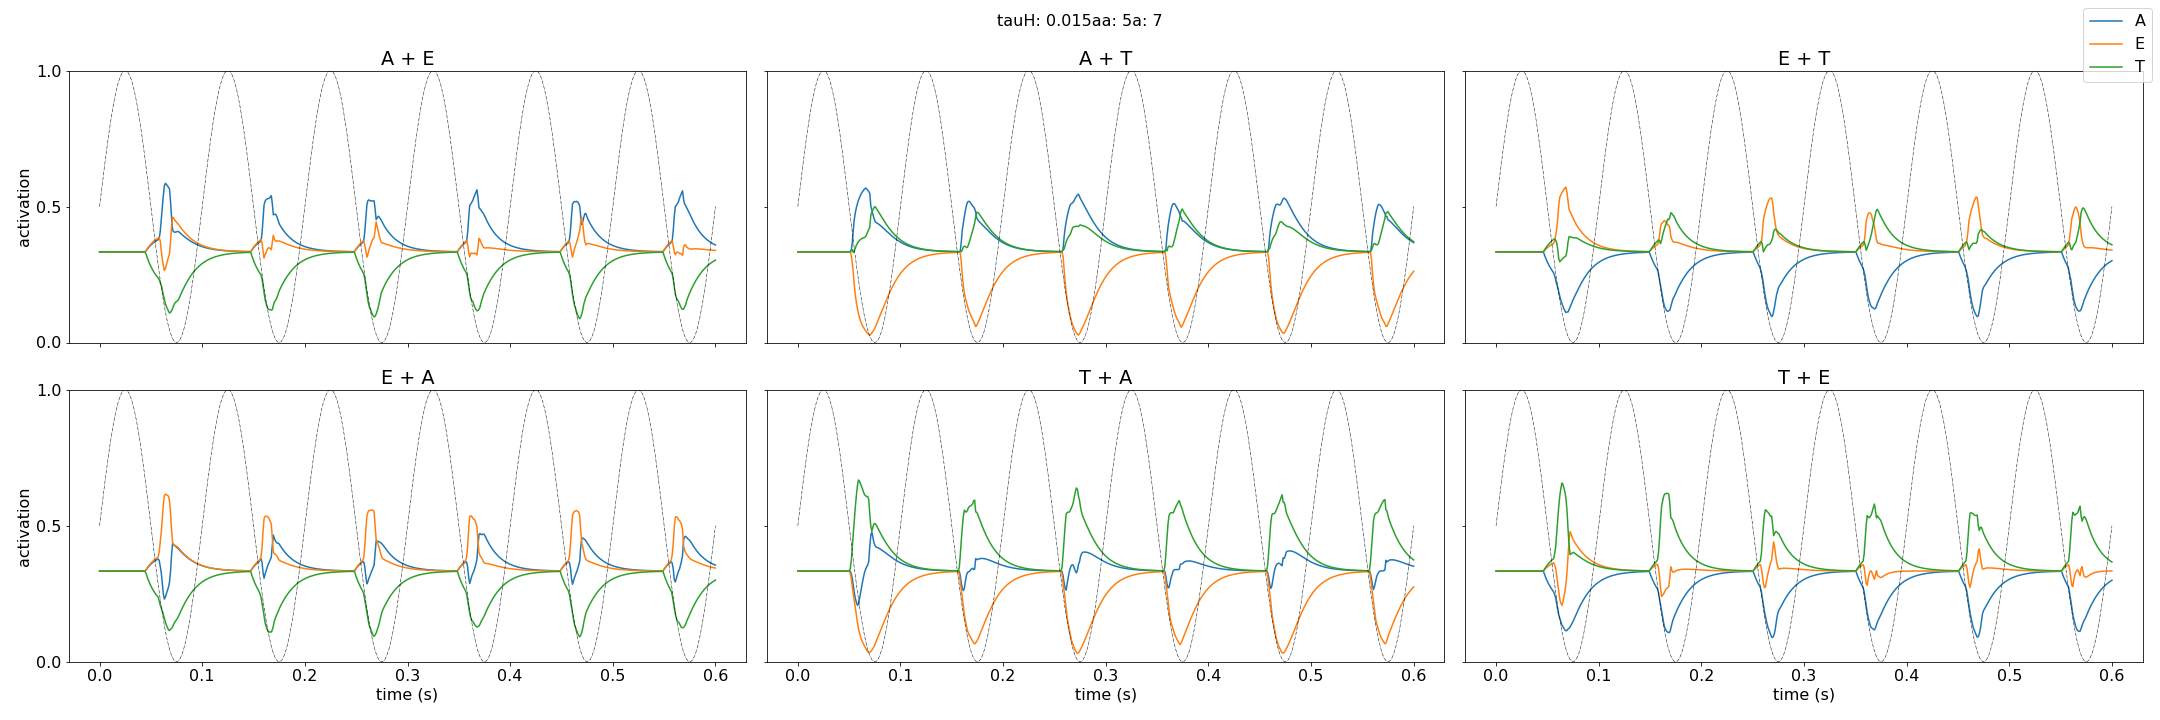 tauH: 0.015aa: 5a: 7
A
E
T
A + E
A + T
E + T
activation
1.0
0.5
0.0
0.0 0.1 0.2 0.3 0.4 0.5 0.6
E + A
T + A
T + E
activation
1.0
0.5
0.0
0.0 0.1 0.2 0.3 0.4 0.5 0.6
0.0 0.1 0.2 0.3 0.4 0.5 0.6
time (s)
time (s)
time (s)